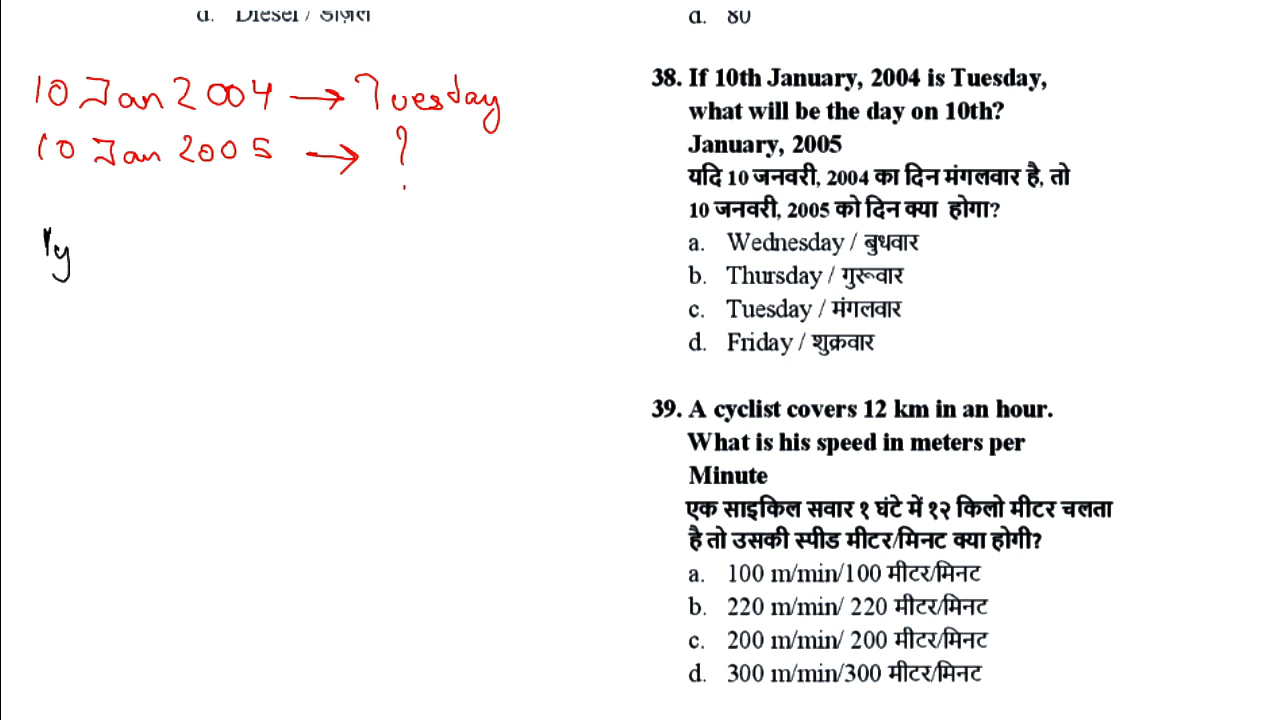 d. Diesel / डीज़ल
10 Jan 2004 → Tuesday
10 Jan 2005 → ?
y
d. 80
38. If 10th January, 2004 is Tuesday,
what will be the day on 10th?
January, 2005
यदि 10 जनवरी, 2004 का दिन मंगलवार है, तो
10 जनवरी, 2005 को दिन क्या होगा?
a. Wednesday / बुधवार
b. Thursday / गुरूवार
c. Tuesday / मंगलवार
d. Friday / शुक्रवार
39. A cyclist covers 12 km in an hour.
What is his speed in meters per
Minute
एक साइकिल सवार १ घंटे में १२ किलो मीटर चलता
है तो उसकी स्पीड मीटर/मिनट क्या होगी?
a. 100 m/min/100 मीटर/मिनट
b. 220 m/min/ 220 मीटर/मिनट
c. 200 m/min/ 200 मीटर/मिनट
d. 300 m/min/300 मीटर/मिनट